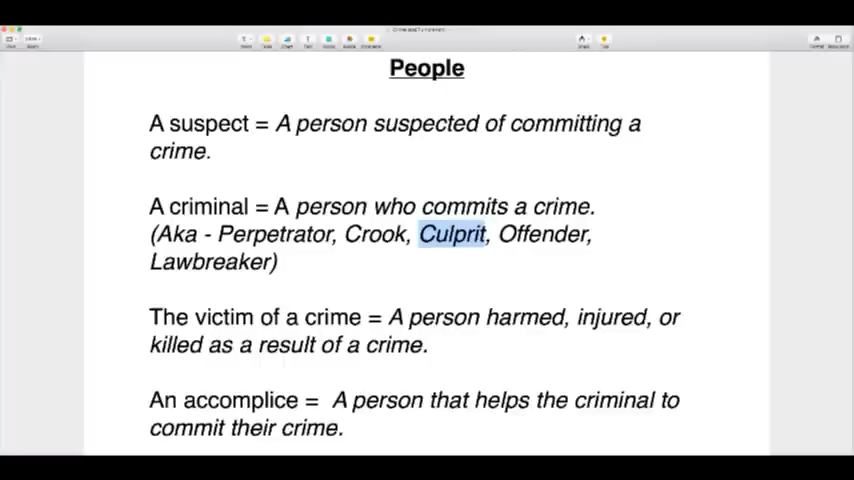 People
A suspect = A person suspected of committing a
crime.
A criminal = A person who commits a crime.
(Aka - Perpetrator, Crook, Culprit, Offender,
Lawbreaker)
The victim of a crime = A person harmed, injured, or
killed as a result of a crime.
An accomplice = A person that helps the criminal to
commit their crime.